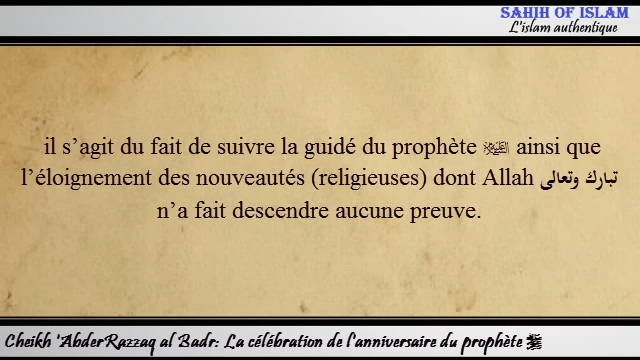 SAHIH OF ISLAM
L'islam authentique
il s’agit du fait de suivre la guidé du prophète ﷺ ainsi que
l’éloignement des nouveautés (religieuses) dont Allah تبارك وتعالى
n’a fait descendre aucune preuve.
Cheikh 'AbderRazzaq al Badr: La célébration de l'anniversaire du prophète ﷺ